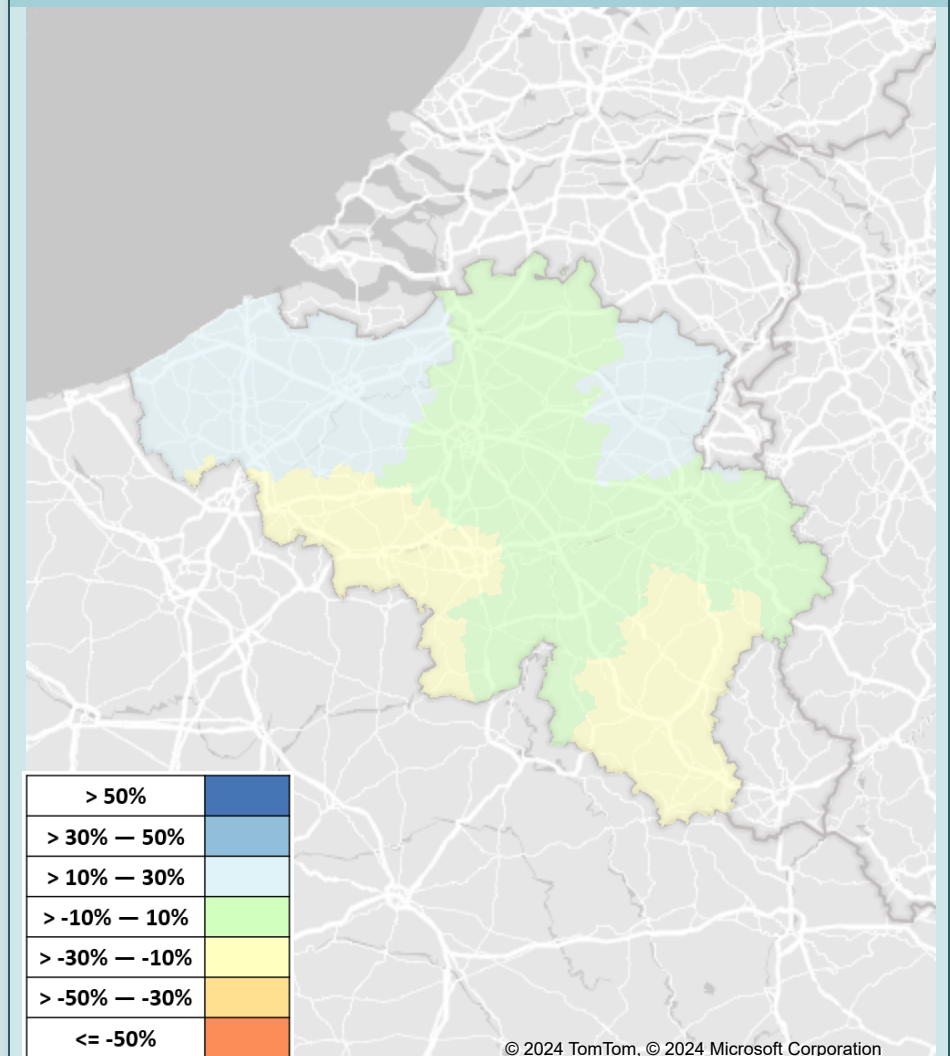 > 50%
> 30% — 50%
> 10% — 30%
> -10% — 10%
> -30% — -10%
> -50% — -30%
<= -50%
© 2024 TomTom, © 2024 Microsoft Corporation